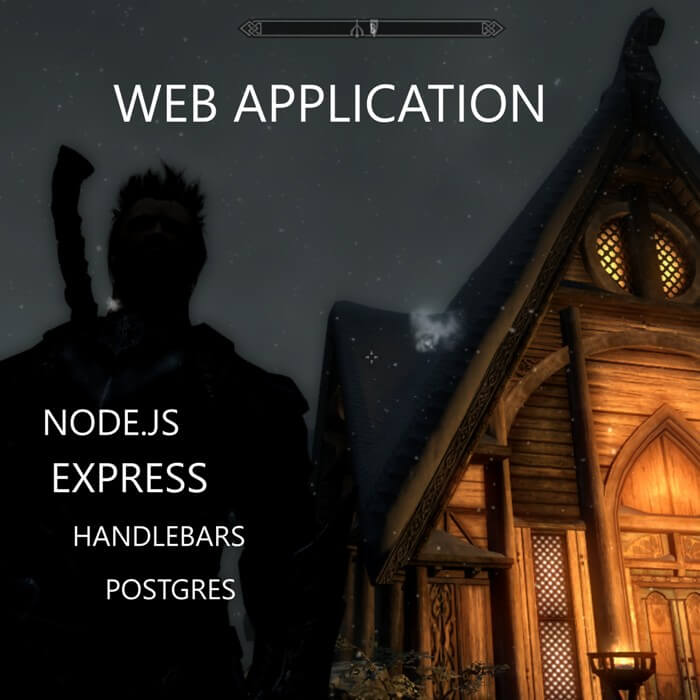 WEB APPLICATION
NODE.JS
EXPRESS
HANDLEBARS
POSTGRES